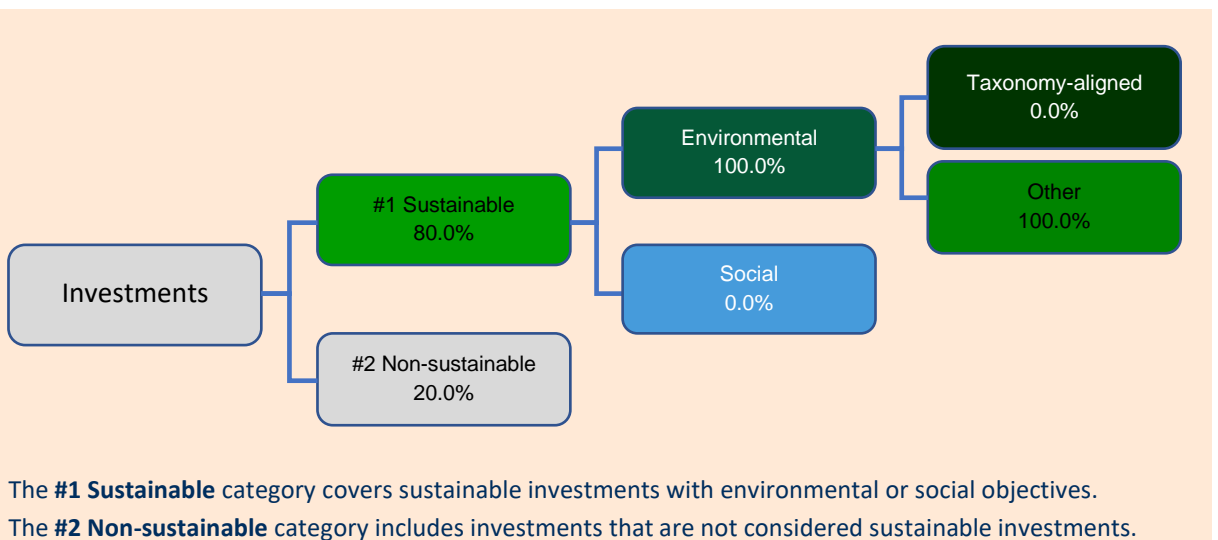 Taxonomy-aligned
0.0%
Environmental
100.0%
Other
100.0%
#1 Sustainable
80.0%
Social
0.0%
Investments
#2 Non-sustainable
20.0%
The #1 Sustainable category covers sustainable investments with environmental or social objectives.
The #2 Non-sustainable category includes investments that are not considered sustainable investments.